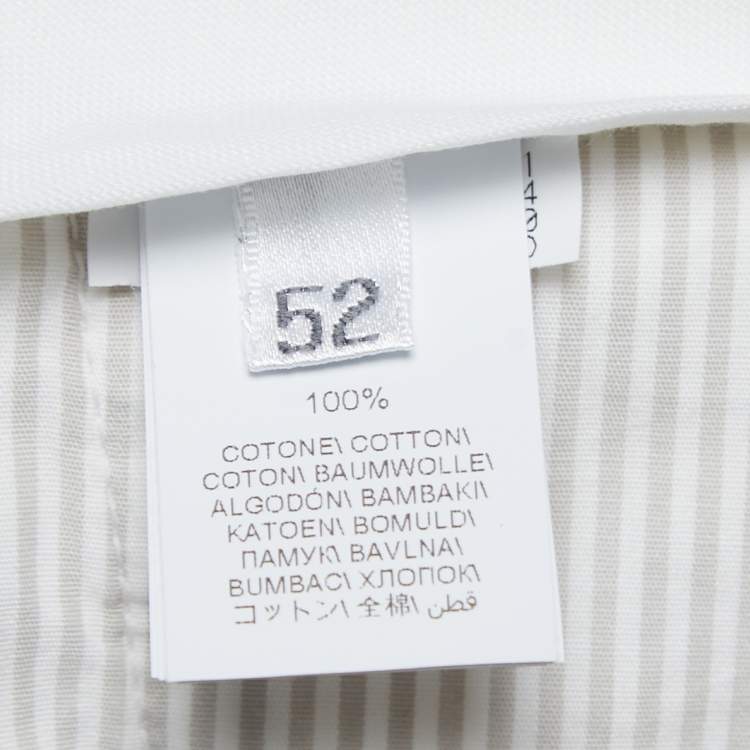 52
100%
COTONE\ COTTON\
COTON\ BAUMWOLLE\
ALGODÓN\ BAMBAKI\
KATOEN\ BOMULD\
ПАМУК\ BAVLNA\
BUMBAC\ ХЛОПОК\
コットン\ 全棉\ قطن